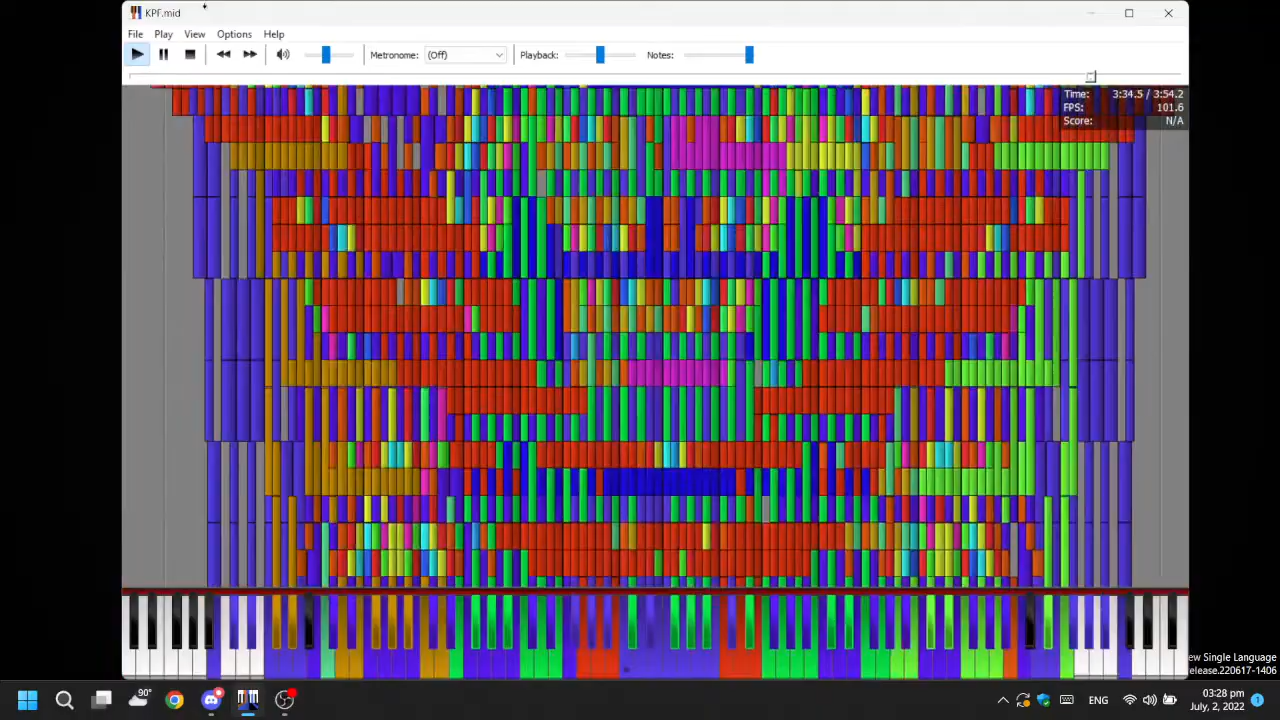 KPF.mid
File Play View Options Help
Metronome: (Off) Playback: Notes:
Time: 3:34.5 / 3:54.2
FPS: 101.6
Score: N/A
ew Single Language
elease.220617-1406
90°
ENG
03:28 pm
July, 2, 2022
1